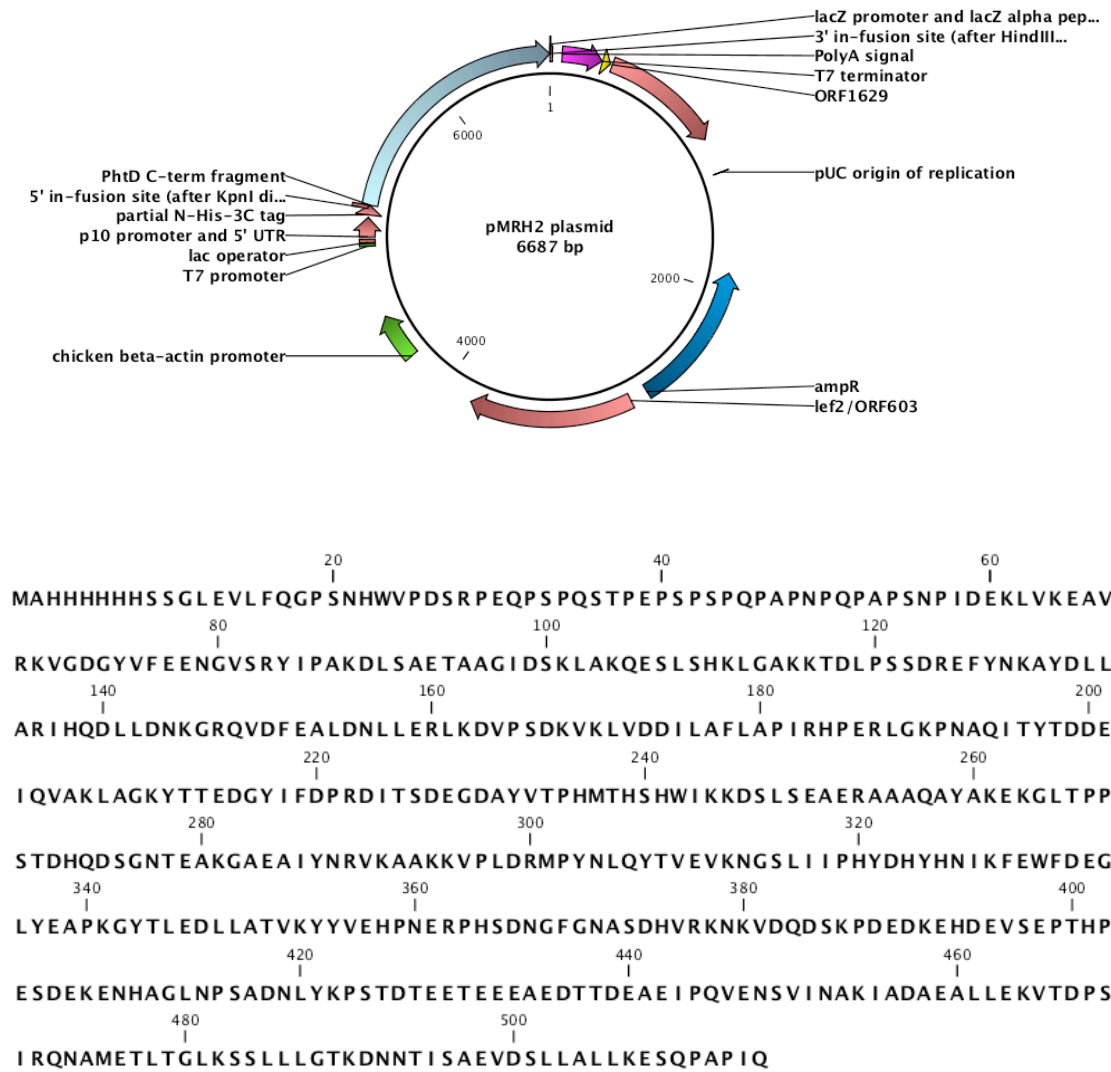 lacZ promoter and lacZ alpha pep...
3' in-fusion site (after HindIII...
PolyA signal
T7 terminator
ORF1629
1
6000
PhtD C-term fragment
5' in-fusion site (after KpnI di...
partial N-His-3C tag
p10 promoter and 5' UTR
lac operator
T7 promoter
pUC origin of replication
pMRH2 plasmid
6687 bp
2000
4000
chicken beta-actin promoter
ampR
lef2/ORF603
20 40 60
MAHHHHHHSSGLEVLFQGPSNHWVPDSRPEQPSPQSTPEPSPSPQPAPNPQPAPSNPIDEKLVKEAV
80 100 120
RKVGDGYVFEENGVSRYIPAKDLSAETAAGIDSKLAKQESLSHKLGAKKTDLPSSDREFYNKAYDLL
140 160 180 200
ARIHQDLLDNKGRQVDFEALDNLLERLKDVPSDKVKLVDDILAFLAPIRHPERLGKPNAQITYTDDE
220 240 260
IQVAKLAGKYTTEDGYIFDPRDITSDEGDAYVTPHMTHSHWIKKDSLSEAERAAAQAYAKEKGLTPP
280 300 320
STDHQDSGNTEAKGAEAIYNRVKAAKKVPLDRMPYNLQYTVEVKNGSLIIPHYDHYHNIKFEWFDEG
340 360 380 400
LYEAPKGYTLEDLLATVKYYVEHPNERPHSDNGFGNASDHVRKNKVDQDSKPDEDKEHDEVSEPTHP
420 440 460
ESDEKENHAGLNPSADNLYKPSTDTEETEEEAEDTTDEAEIPQVENSVINAKIADAEALLEKVTDPS
480 500
IRQNAMETLTGLKSSLLLGTKDNNTISAEVDSLLALLKESQPAPIQ